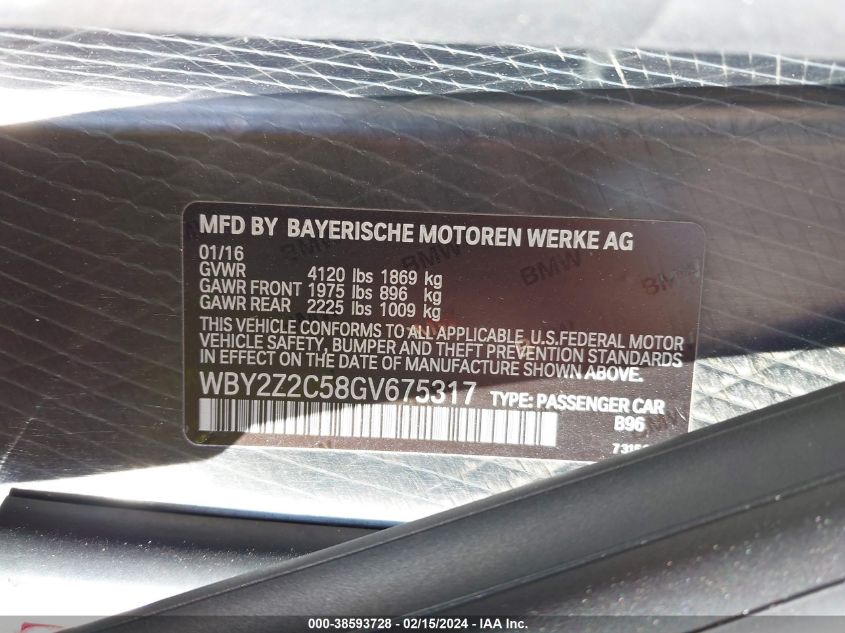 MFD BY BAYERISCHE MOTOREN WERKE AG
01/16
GVWR 4120 lbs 1869 kg
GAWR FRONT 1975 lbs 896 kg
GAWR REAR 2225 lbs 1009 kg
THIS VEHICLE CONFORMS TO ALL APPLICABLE U.S.FEDERAL MOTOR
VEHICLE SAFETY, BUMPER AND THEFT PREVENTION STANDARDS
IN EFFECT ON THE DATE OF MANUFACTURE SHOWN ABOVE.
WBY2Z2C58GV675317 TYPE: PASSENGER CAR
B96
000-38593728 - 02/15/2024 - IAA Inc.